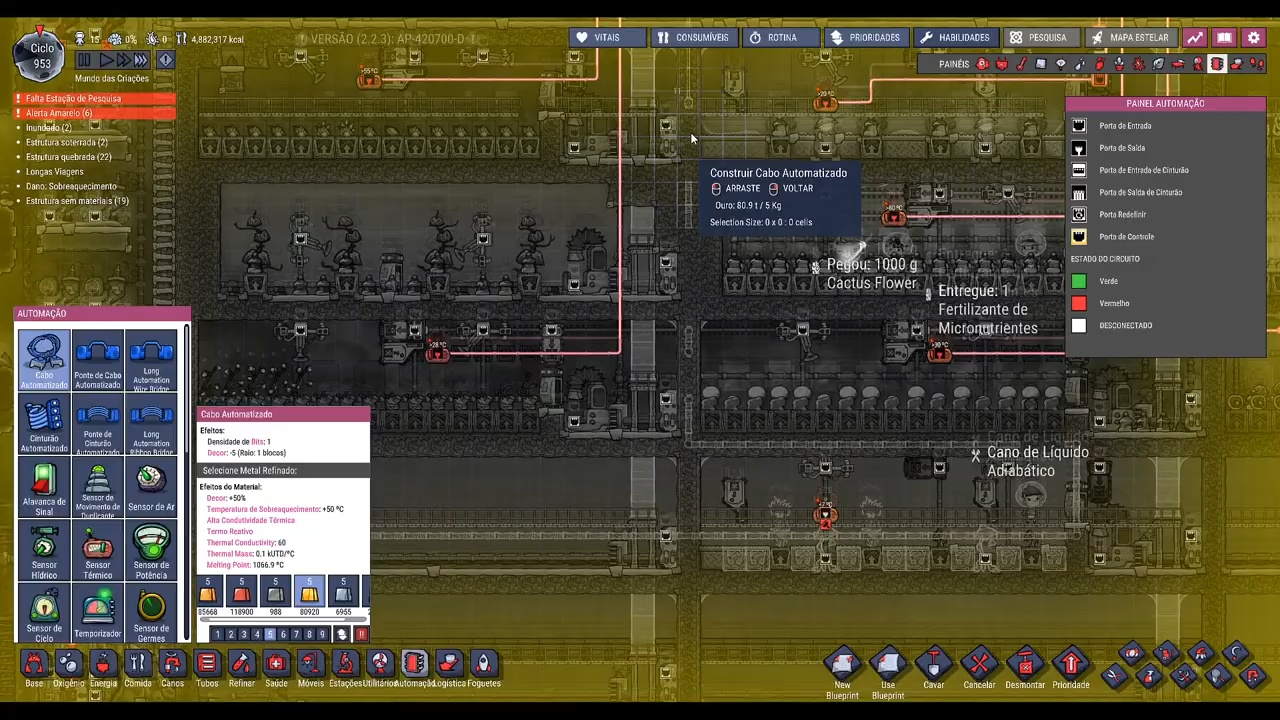 Ciclo
953
15
0%
0
4,882,317 kcal
VERSÃO (2.2.3): AP-420700-D
Mundo das Criações
VITAIS
CONSUMÍVEIS
ROTINA
PRIORIDADES
HABILIDADES
PESQUISA
MAPA ESTELAR
PAINÉIS
Falta Estação de Pesquisa
Alerta Amarelo (6)
Inundado (2)
Estrutura soterrada (2)
Estrutura quebrada (22)
Longas Viagens
Dano: Sobreaquecimento
Estrutura sem materiais (19)
PAINEL AUTOMAÇÃO
Porta de Entrada
Porta de Saída
Porta de Entrada de Cinturão
Porta de Saída de Cinturão
Porta Redefinir
Porta de Controle
ESTADO DO CIRCUITO
Verde
Vermelho
DESCONECTADO
Construir Cabo Automatizado
ARRASTE VOLTAR
Ouro: 80.9 t / 5 Kg
Selection Size: 0 x 0 : 0 cells
Pegou: 1000 g
Cactus Flower
Entregue: 1
Fertilizante de
Micronutrientes
Cano de Líquido
Adiabático
AUTOMAÇÃO
Cabo
Automatizado
Ponte de Cabo
Automatizado
Long
Automation
Wire Bridge
Cinturão
Automatizado
Ponte de
Cinturão
Automatizado
Long
Automation
Ribbon Bridge
Alavanca de
Sinal
Sensor de
Movimento de
Duplicante
Sensor de Ar
Sensor
Hídrico
Sensor
Térmico
Sensor de
Potência
Sensor de
Ciclo
Temporizador
Sensor de
Germes
Cabo Automatizado
Efeitos:
Densidade de Bits: 1
Decor: -5 (Raio: 1 blocos)
Selecione Metal Refinado:
Efeitos do Material:
Decor: +50%
Temperatura de Sobreaquecimento: +50 ºC
Alta Condutividade Térmica
Termo Reativo
Thermal Conductivity: 60
Thermal Mass: 0.1 kUTD/ºC
Melting Point: 1066.9 ºC
5 5 5 5 5
85668 118900 988 80920 6955
1 2 3 4 5 6 7 8 9 !!
Base
Oxigênio
Energia
Comida
Canos
Tubos
Refinar
Saúde
Móveis
Estações
Utilitários
Automação
Logística
Foguetes
New
Blueprint
Use
Blueprint
Cavar
Cancelar
Desmontar
Prioridade